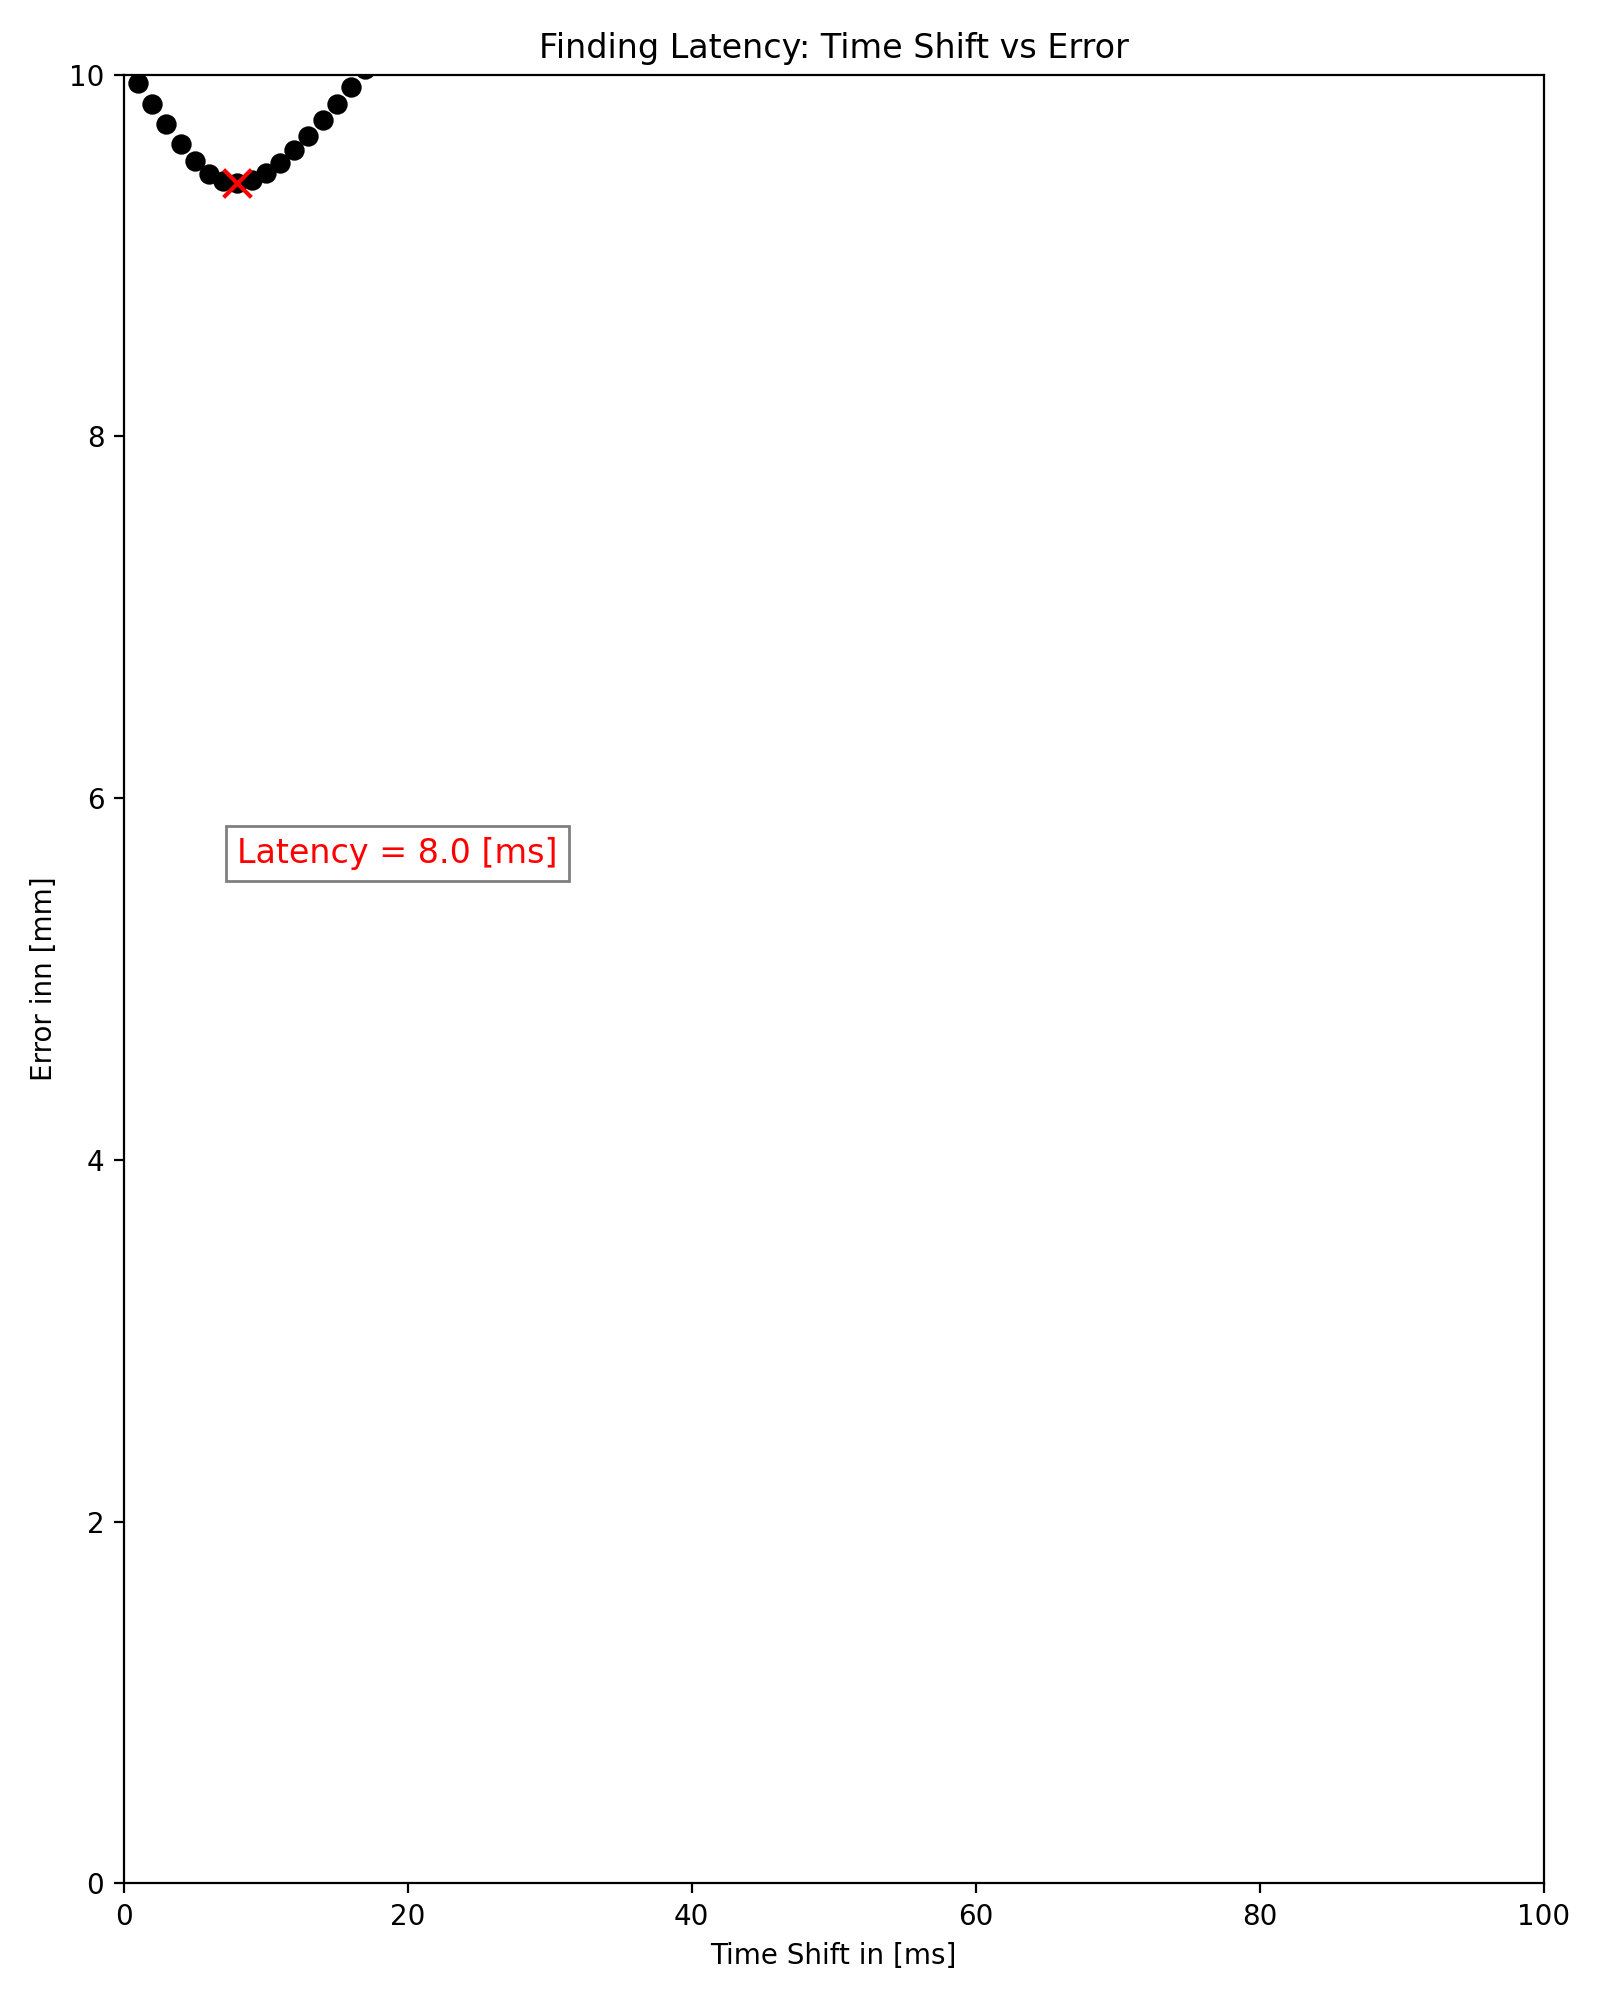 Finding Latency: Time Shift vs Error
10
8
6
4
2
0
Error inn [mm]
Latency = 8.0 [ms]
0 20 40 60 80 100
Time Shift in [ms]